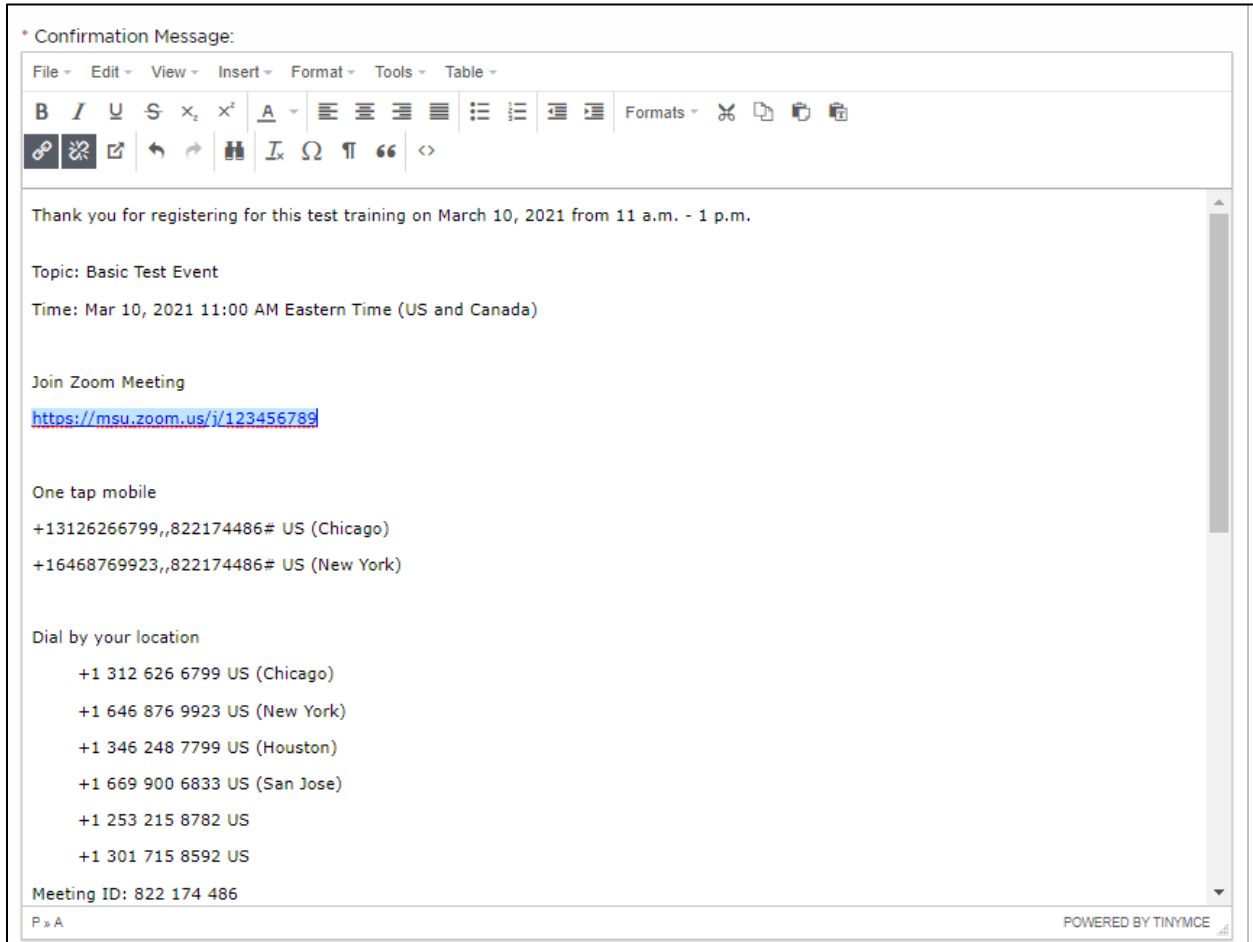 * Confirmation Message:
File Edit View Insert Format Tools Table
B I U S X₂ X² A Formats
Ix Ω ¶ “ <>
Thank you for registering for this test training on March 10, 2021 from 11 a.m. - 1 p.m.
Topic: Basic Test Event
Time: Mar 10, 2021 11:00 AM Eastern Time (US and Canada)
Join Zoom Meeting
https://msu.zoom.us/j/123456789
One tap mobile
+13126266799,,822174486# US (Chicago)
+16468769923,,822174486# US (New York)
Dial by your location
+1 312 626 6799 US (Chicago)
+1 646 876 9923 US (New York)
+1 346 248 7799 US (Houston)
+1 669 900 6833 US (San Jose)
+1 253 215 8782 US
+1 301 715 8592 US
Meeting ID: 822 174 486
P » A POWERED BY TINYMCE